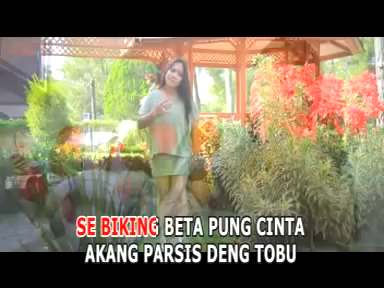 SE BIKING BETA PUNG CINTA
AKANG PARSIS DENG TOBU